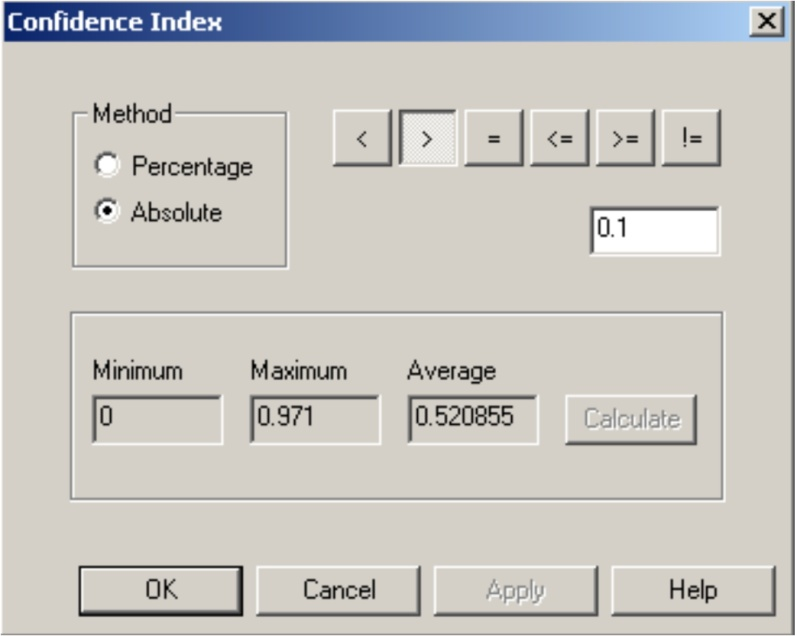 Confidence Index
Method
< > = <= >= !=
Percentage
Absolute
0.1
Minimum Maximum Average
0 0.971 0.520855 Calculate
OK Cancel Apply Help